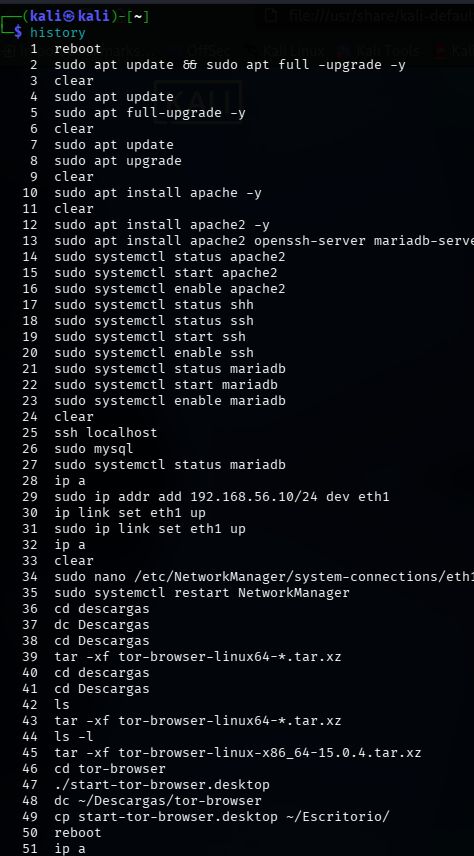 file:///usr/share/kali-defaul
OffSec Kali Linux Kali Tools
┌──(kali㉿kali)-[~]
└─$ history
1 reboot
2 sudo apt update && sudo apt full -upgrade -y
3 clear
4 sudo apt update
5 sudo apt full-upgrade -y
6 clear
7 sudo apt update
8 sudo apt upgrade
9 clear
10 sudo apt install apache -y
11 clear
12 sudo apt install apache2 -y
13 sudo apt install apache2 openssh-server mariadb-serve
14 sudo systemctl status apache2
15 sudo systemctl start apache2
16 sudo systemctl enable apache2
17 sudo systemctl status shh
18 sudo systemctl status ssh
19 sudo systemctl start ssh
20 sudo systemctl enable ssh
21 sudo systemctl status mariadb
22 sudo systemctl start mariadb
23 sudo systemctl enable mariadb
24 clear
25 ssh localhost
26 sudo mysql
27 sudo systemctl status mariadb
28 ip a
29 sudo ip addr add 192.168.56.10/24 dev eth1
30 ip link set eth1 up
31 sudo ip link set eth1 up
32 ip a
33 clear
34 sudo nano /etc/NetworkManager/system-connections/eth1
35 sudo systemctl restart NetworkManager
36 cd descargas
37 dc Descargas
38 cd Descargas
39 tar -xf tor-browser-linux64-*.tar.xz
40 cd descargas
41 cd Descargas
42 ls
43 tar -xf tor-browser-linux64-*.tar.xz
44 ls -l
45 tar -xf tor-browser-linux-x86_64-15.0.4.tar.xz
46 cd tor-browser
47 ./start-tor-browser.desktop
48 dc ~/Descargas/tor-browser
49 cp start-tor-browser.desktop ~/Escritorio/
50 reboot
51 ip a